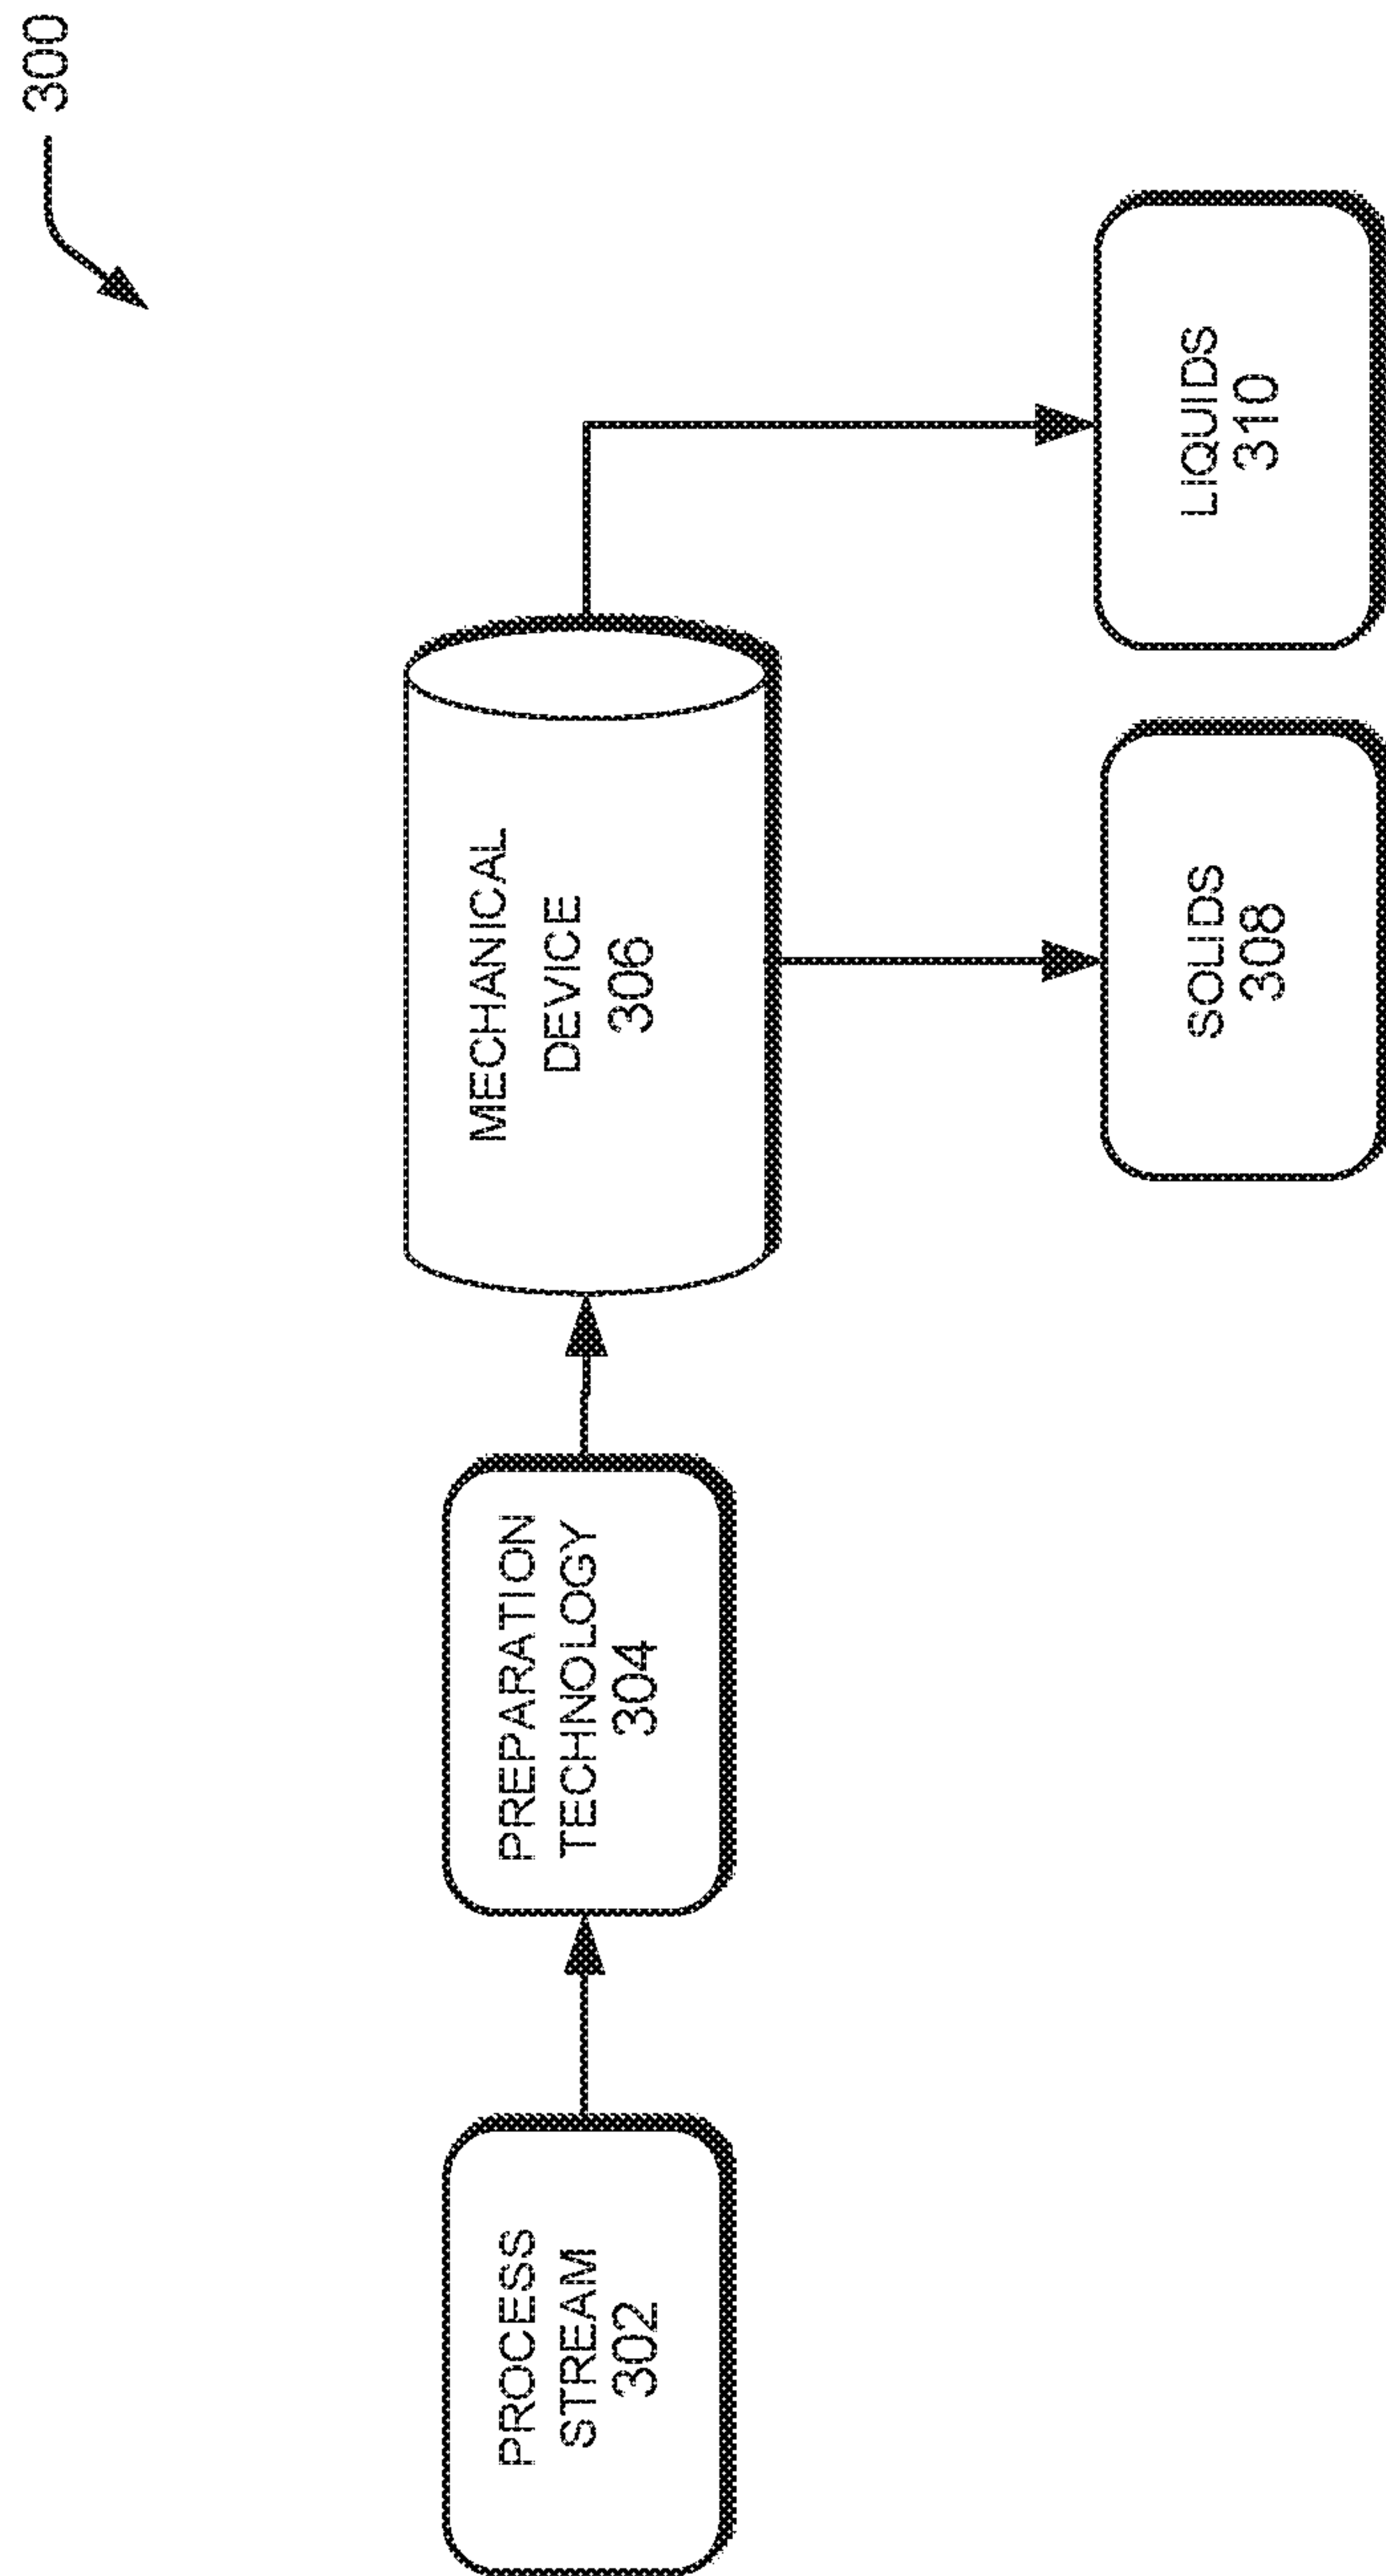 300
PROCESS
STREAM
302
PREPARATION
TECHNOLOGY
304
MECHANICAL
DEVICE
306
SOLIDS
308
LIQUIDS
310